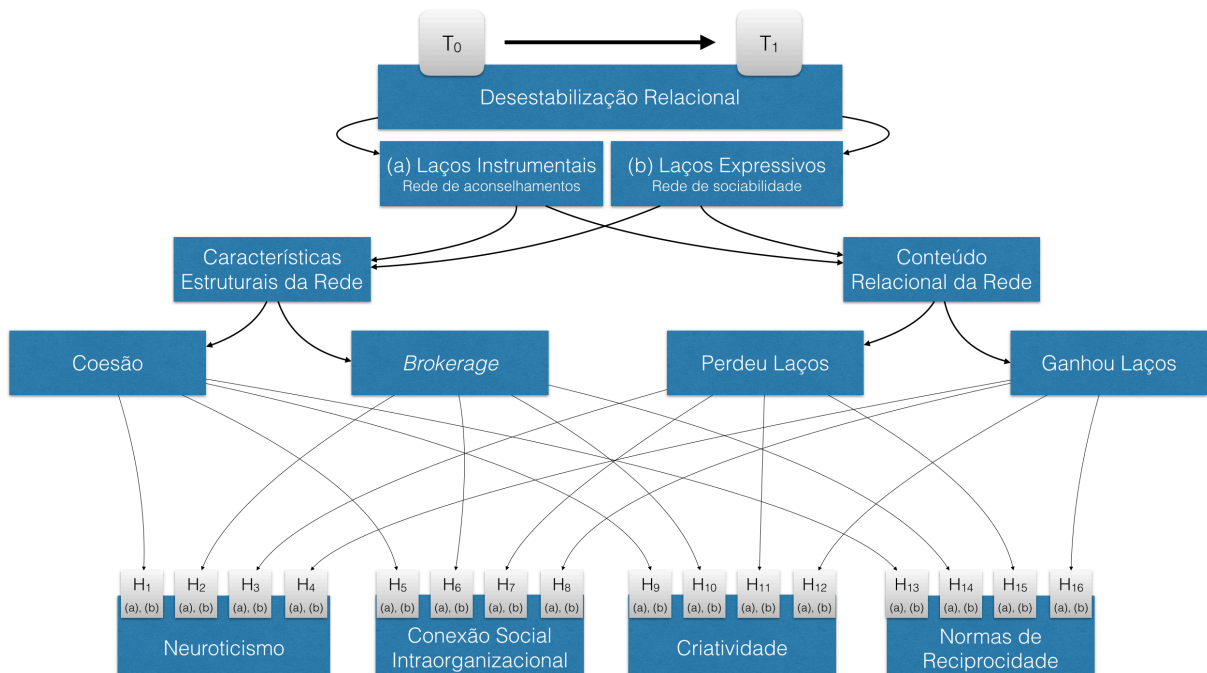 T₀
T₁
Desestabilização Relacional
(a) Laços Instrumentais
Rede de aconselhamentos
(b) Laços Expressivos
Rede de sociabilidade
Características
Estruturais da Rede
Conteúdo
Relacional da Rede
Coesão
Brokerage
Perdeu Laços
Ganhou Laços
H₁
(a), (b)
H₂
(a), (b)
H₃
(a), (b)
H₄
(a), (b)
Neuroticismo
H₅
(a), (b)
H₆
(a), (b)
H₇
(a), (b)
H₈
(a), (b)
Conexão Social
Intraorganizacional
H₉
(a), (b)
H₁₀
(a), (b)
H₁₁
(a), (b)
H₁₂
(a), (b)
Criatividade
H₁₃
(a), (b)
H₁₄
(a), (b)
H₁₅
(a), (b)
H₁₆
(a), (b)
Normas de
Reciprocidade